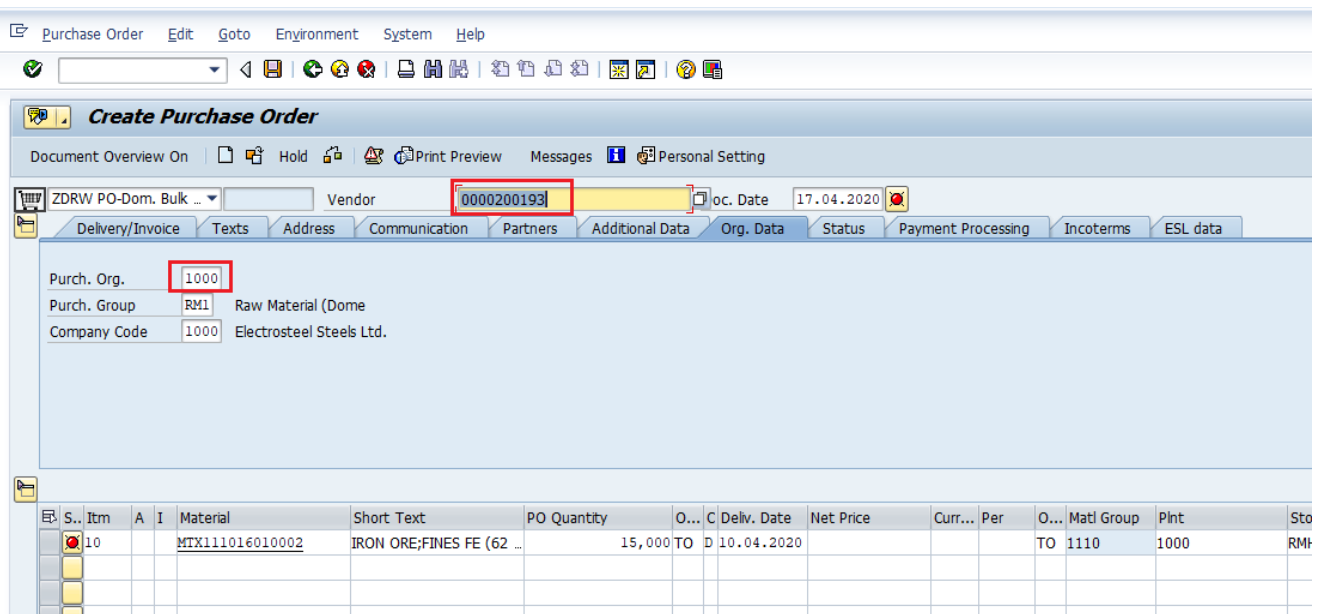 Purchase Order Edit Goto Environment System Help
Create Purchase Order
Document Overview On Hold Print Preview Messages Personal Setting
ZDRW PO-Dom. Bulk ... Vendor 0000200193 oc. Date 17.04.2020
Delivery/Invoice Texts Address Communication Partners Additional Data Org. Data Status Payment Processing Incoterms ESL data
Purch. Org. 1000
Purch. Group RM1 Raw Material (Dome
Company Code 1000 Electrosteel Steels Ltd.
S.. Itm A I Material Short Text PO Quantity O... C Deliv. Date Net Price Curr... Per O... Matl Group Plnt Sto
10 MTX111016010002 IRON ORE;FINES FE (62 ... 15,000 TO D 10.04.2020 TO 1110 1000 RMH